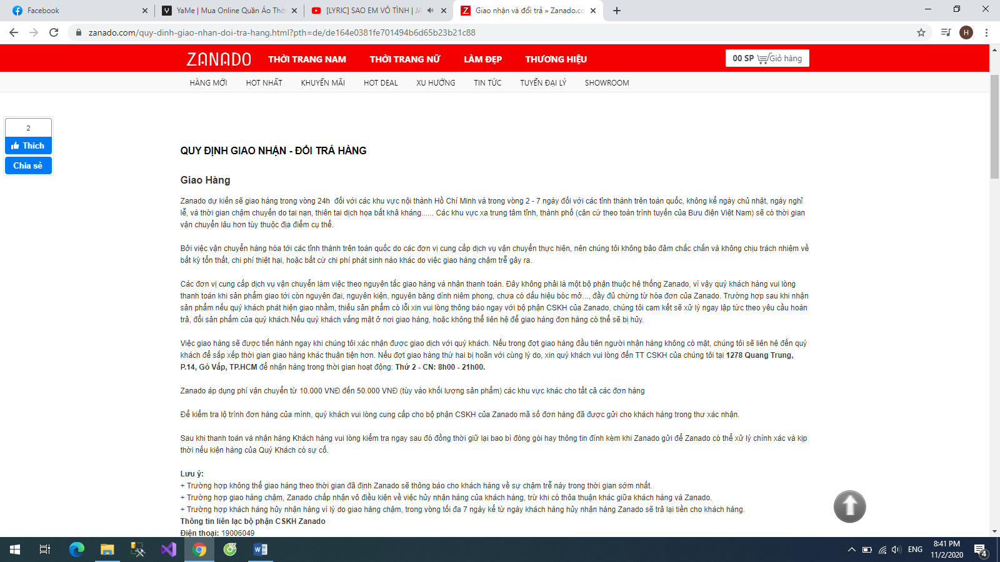 Facebook
YaMe | Mua Online Quần Áo Thờ
[LYRIC] SAO EM VÔ TÌNH | JA
Giao nhận và đổi trả » Zanado.co
zanado.com/quy-dinh-giao-nhan-doi-tra-hang.html?pth=de/de164e0381fe701494b6d65b23b21c88
H
ZANADO
THỜI TRANG NAM
THỜI TRANG NỮ
LÀM ĐẸP
THƯƠNG HIỆU
00 SP Giỏ hàng
HÀNG MỚI
HOT NHẤT
KHUYẾN MÃI
HOT DEAL
XU HƯỚNG
TIN TỨC
TUYỂN ĐẠI LÝ
SHOWROOM
2
Thích
Chia sẻ
QUY ĐỊNH GIAO NHẬN - ĐỔI TRẢ HÀNG
Giao Hàng
Zanado dự kiến sẽ giao hàng trong vòng 24h  đối với các khu vực nội thành Hồ Chí Minh và trong vòng 2 - 7 ngày đối với các tỉnh thành trên toàn quốc, không kể ngày chủ nhật, ngày nghỉ
lễ, và thời gian chậm chuyến do tai nạn, thiên tai dịch họa bất khả kháng...... Các khu vực xa trung tâm tỉnh, thành phố (căn cứ theo toàn trình tuyến của Bưu điện Việt Nam) sẽ có thời gian
vận chuyển lâu hơn tùy thuộc địa điểm cụ thể.
Bởi việc vận chuyển hàng hóa tới các tỉnh thành trên toàn quốc do các đơn vị cung cấp dịch vụ vận chuyển thực hiện, nên chúng tôi không bảo đảm chắc chắn và không chịu trách nhiệm về
bất kỳ tổn thất, chi phí thiệt hại, hoặc bất cứ chi phí phát sinh nào khác do việc giao hàng chậm trễ gây ra.
Các đơn vị cung cấp dịch vụ vận chuyển làm việc theo nguyên tắc giao hàng và nhận thanh toán. Đây không phải là một bộ phận thuộc hệ thống Zanado, vì vậy quý khách hàng vui lòng
thanh toán khi sản phẩm giao tới còn nguyên đai, nguyên kiện, nguyên băng dính niêm phong, chưa có dấu hiệu bóc mở..., đầy đủ chứng từ hóa đơn của Zanado. Trường hợp sau khi nhận
sản phẩm nếu quý khách phát hiện giao nhầm, thiếu sản phẩm có lỗi xin vui lòng thông báo ngay với bộ phận CSKH của Zanado, chúng tôi cam kết sẽ xử lý ngay lập tức theo yêu cầu hoàn
trả, đổi sản phẩm của quý khách.Nếu quý khách vắng mặt ở nơi giao hàng, hoặc không thể liên hệ để giao hàng đơn hàng có thể sẽ bị hủy.
Việc giao hàng sẽ được tiến hành ngay khi chúng tôi xác nhận được giao dịch với quý khách. Nếu trong đợt giao hàng đầu tiên người nhận hàng không có mặt, chúng tôi sẽ liên hệ đến quý
khách để sắp xếp thời gian giao hàng khác thuận tiện hơn. Nếu đợt giao hàng thứ hai bị hoãn với cùng lý do, xin quý khách vui lòng đến TT CSKH của chúng tôi tại 1278 Quang Trung,
P.14, Gò Vấp, TP.HCM để nhận hàng trong thời gian hoạt động: Thứ 2 - CN: 8h00 - 21h00.
Zanado áp dụng phí vận chuyển từ 10.000 VNĐ đến 50.000 VNĐ (tùy vào khối lượng sản phẩm) các khu vực khác cho tất cả các đơn hàng
Để kiểm tra lộ trình đơn hàng của mình, quý khách vui lòng cung cấp cho bộ phận CSKH của Zanado mã số đơn hàng đã được gửi cho khách hàng trong thư xác nhận.
Sau khi thanh toán và nhận hàng Khách hàng vui lòng kiểm tra ngay sau đó đồng thời giữ lại bao bì đóng gói hay thông tin đính kèm khi Zanado gửi để Zanado có thể xử lý chính xác và kịp
thời nếu kiện hàng của Quý Khách có sự cố.
Lưu ý:
+ Trường hợp không thể giao hàng theo thời gian đã định Zanado sẽ thông báo cho khách hàng về sự chậm trễ này trong thời gian sớm nhất.
+ Trường hợp giao hàng chậm, Zanado chấp nhận vô điều kiện về việc hủy nhận hàng của khách hàng, trừ khi có thỏa thuận khác giữa khách hàng và Zanado.
+ Trường hợp khách hàng hủy nhận hàng vì lý do giao hàng chậm, trong vòng tối đa 7 ngày kể từ ngày khách hàng hủy nhận hàng Zanado sẽ trả lại tiền cho khách hàng.
Thông tin liên lạc bộ phận CSKH Zanado
Điện thoại: 19006049
ENG
8:41 PM
11/2/2020
4